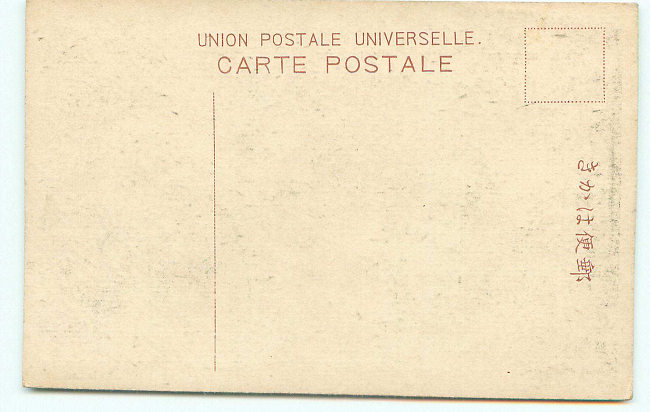 UNION POSTALE UNIVERSELLE.
CARTE POSTALE
きかは便郵